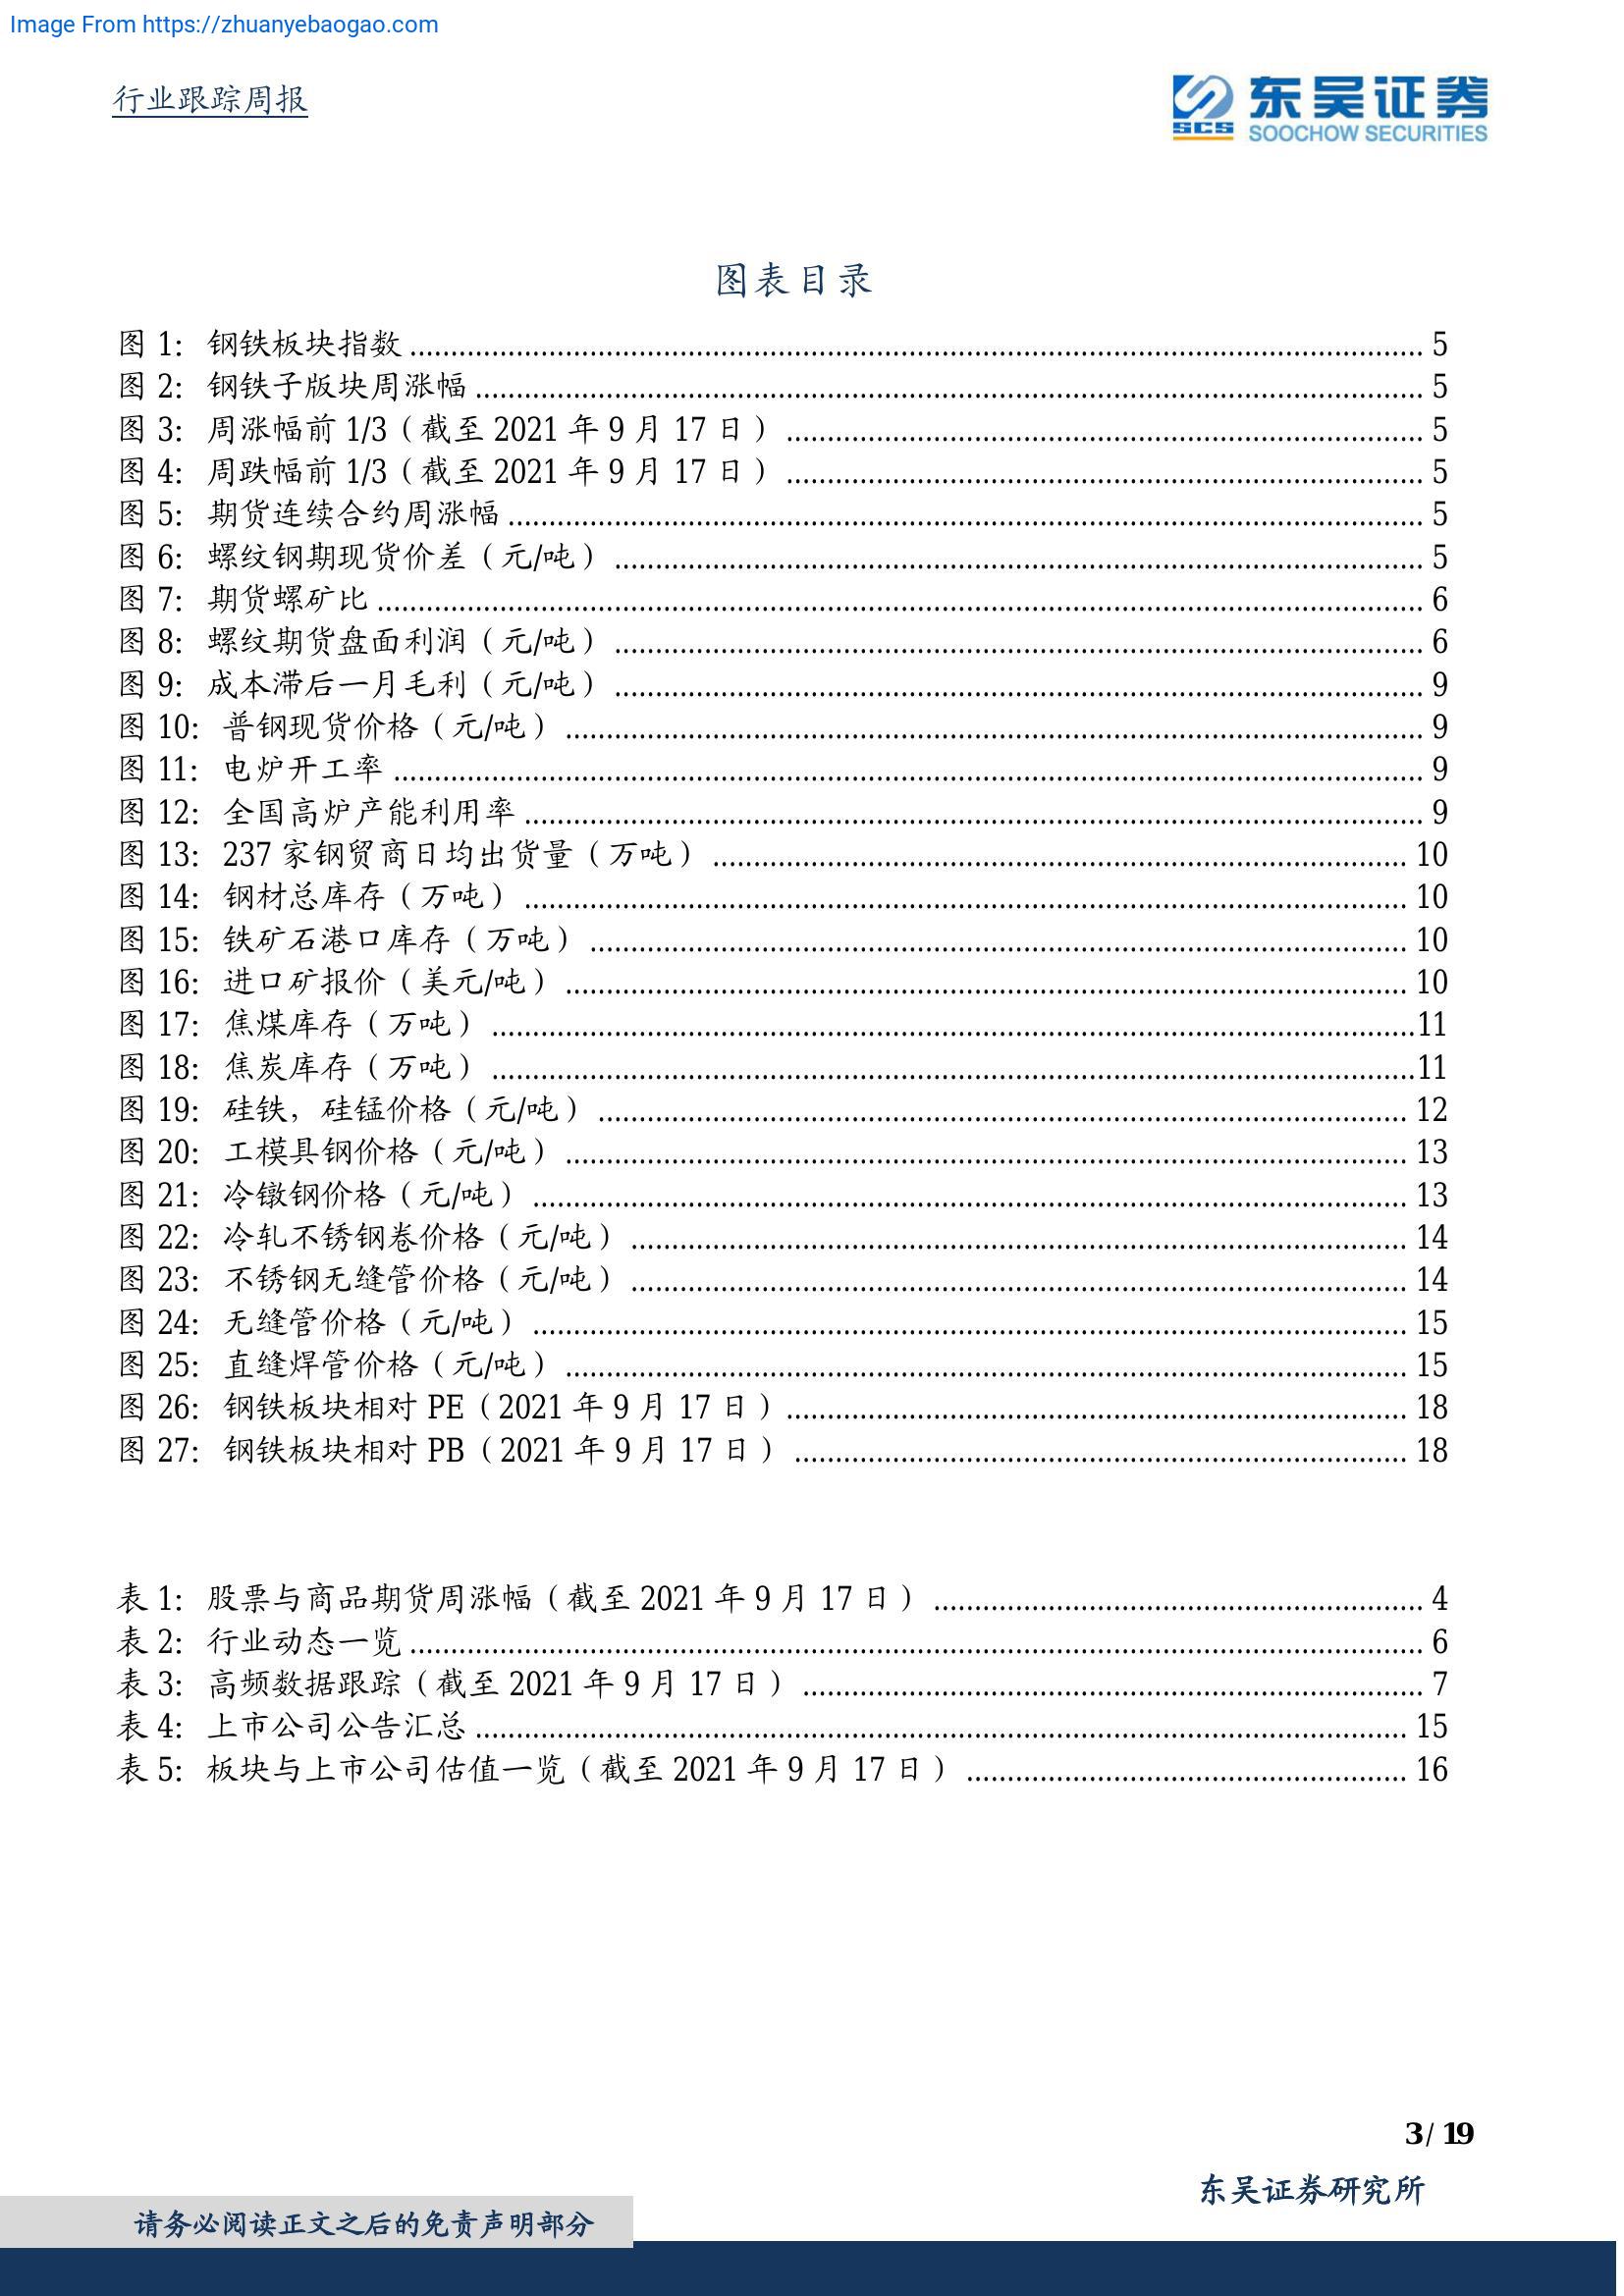 Image From https://zhuanyebaogao.com
行业跟踪周报
东吴证券
SCS
SOOCHOW SECURITIES
图表目录
图 1: 钢铁板块指数 ........ 5
图 2: 钢铁子版块周涨幅 ........ 5
图 3: 周涨幅前 1/3（截至 2021 年 9 月 17 日） ........ 5
图 4: 周跌幅前 1/3（截至 2021 年 9 月 17 日） ........ 5
图 5: 期货连续合约周涨幅 ........ 5
图 6: 螺纹钢期现货价差（元/吨） ........ 5
图 7: 期货螺矿比 ........ 6
图 8: 螺纹期货盘面利润（元/吨） ........ 6
图 9: 成本滞后一月毛利（元/吨） ........ 9
图 10: 普钢现货价格（元/吨） ........ 9
图 11: 电炉开工率 ........ 9
图 12: 全国高炉产能利用率 ........ 9
图 13: 237 家钢贸商日均出货量（万吨） ........ 10
图 14: 钢材总库存（万吨） ........ 10
图 15: 铁矿石港口库存（万吨） ........ 10
图 16: 进口矿报价（美元/吨） ........ 10
图 17: 焦煤库存（万吨） ........ 11
图 18: 焦炭库存（万吨） ........ 11
图 19: 硅铁，硅锰价格（元/吨） ........ 12
图 20: 工模具钢价格（元/吨） ........ 13
图 21: 冷镦钢价格（元/吨） ........ 13
图 22: 冷轧不锈钢卷价格（元/吨） ........ 14
图 23: 不锈钢无缝管价格（元/吨） ........ 14
图 24: 无缝管价格（元/吨） ........ 15
图 25: 直缝焊管价格（元/吨） ........ 15
图 26: 钢铁板块相对 PE（2021 年 9 月 17 日） ........ 18
图 27: 钢铁板块相对 PB（2021 年 9 月 17 日） ........ 18
表 1: 股票与商品期货周涨幅（截至 2021 年 9 月 17 日） ........ 4
表 2: 行业动态一览 ........ 6
表 3: 高频数据跟踪（截至 2021 年 9 月 17 日） ........ 7
表 4: 上市公司公告汇总 ........ 15
表 5: 板块与上市公司估值一览（截至 2021 年 9 月 17 日） ........ 16
3 / 19
东吴证券研究所
请务必阅读正文之后的免责声明部分